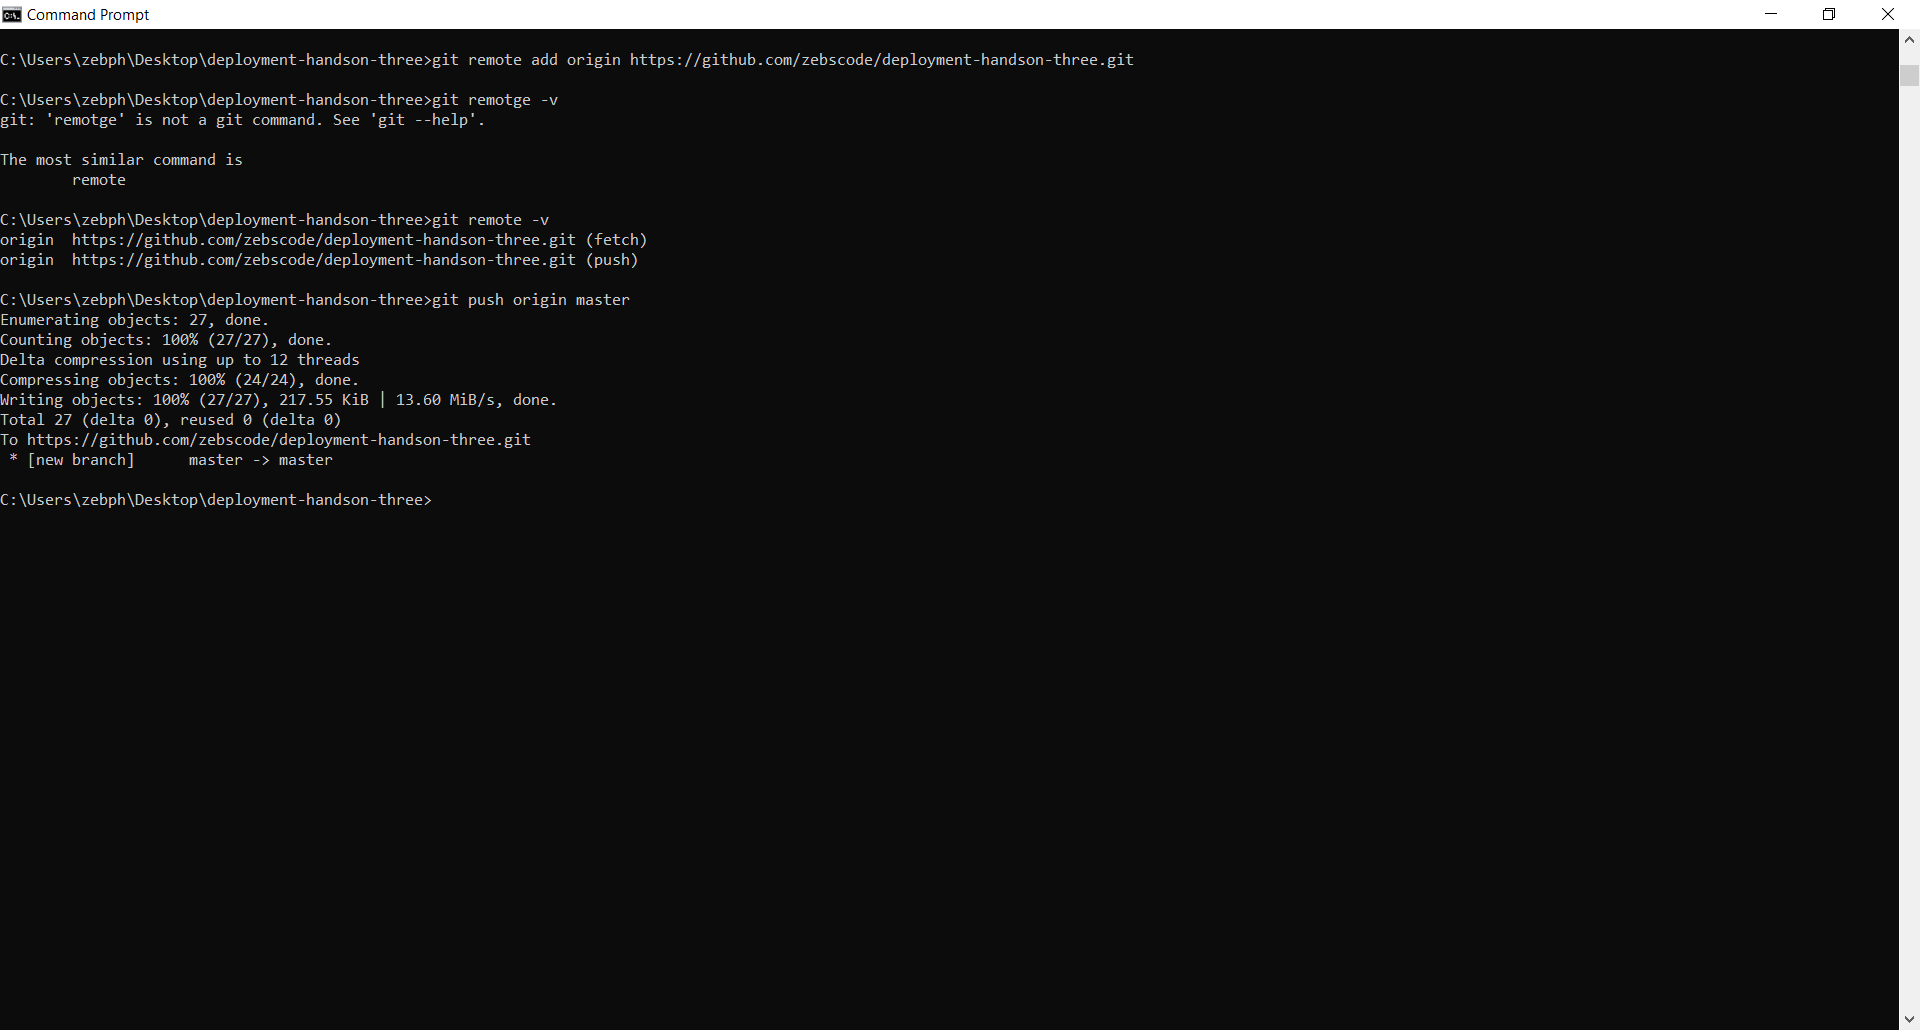 Command Prompt
C:\Users\zebph\Desktop\deployment-handson-three>git remote add origin https://github.com/zebscode/deployment-handson-three.git
C:\Users\zebph\Desktop\deployment-handson-three>git remotge -v
git: 'remotge' is not a git command. See 'git --help'.
The most similar command is
        remote
C:\Users\zebph\Desktop\deployment-handson-three>git remote -v
origin  https://github.com/zebscode/deployment-handson-three.git (fetch)
origin  https://github.com/zebscode/deployment-handson-three.git (push)
C:\Users\zebph\Desktop\deployment-handson-three>git push origin master
Enumerating objects: 27, done.
Counting objects: 100% (27/27), done.
Delta compression using up to 12 threads
Compressing objects: 100% (24/24), done.
Writing objects: 100% (27/27), 217.55 KiB | 13.60 MiB/s, done.
Total 27 (delta 0), reused 0 (delta 0)
To https://github.com/zebscode/deployment-handson-three.git
 * [new branch]      master -> master
C:\Users\zebph\Desktop\deployment-handson-three>